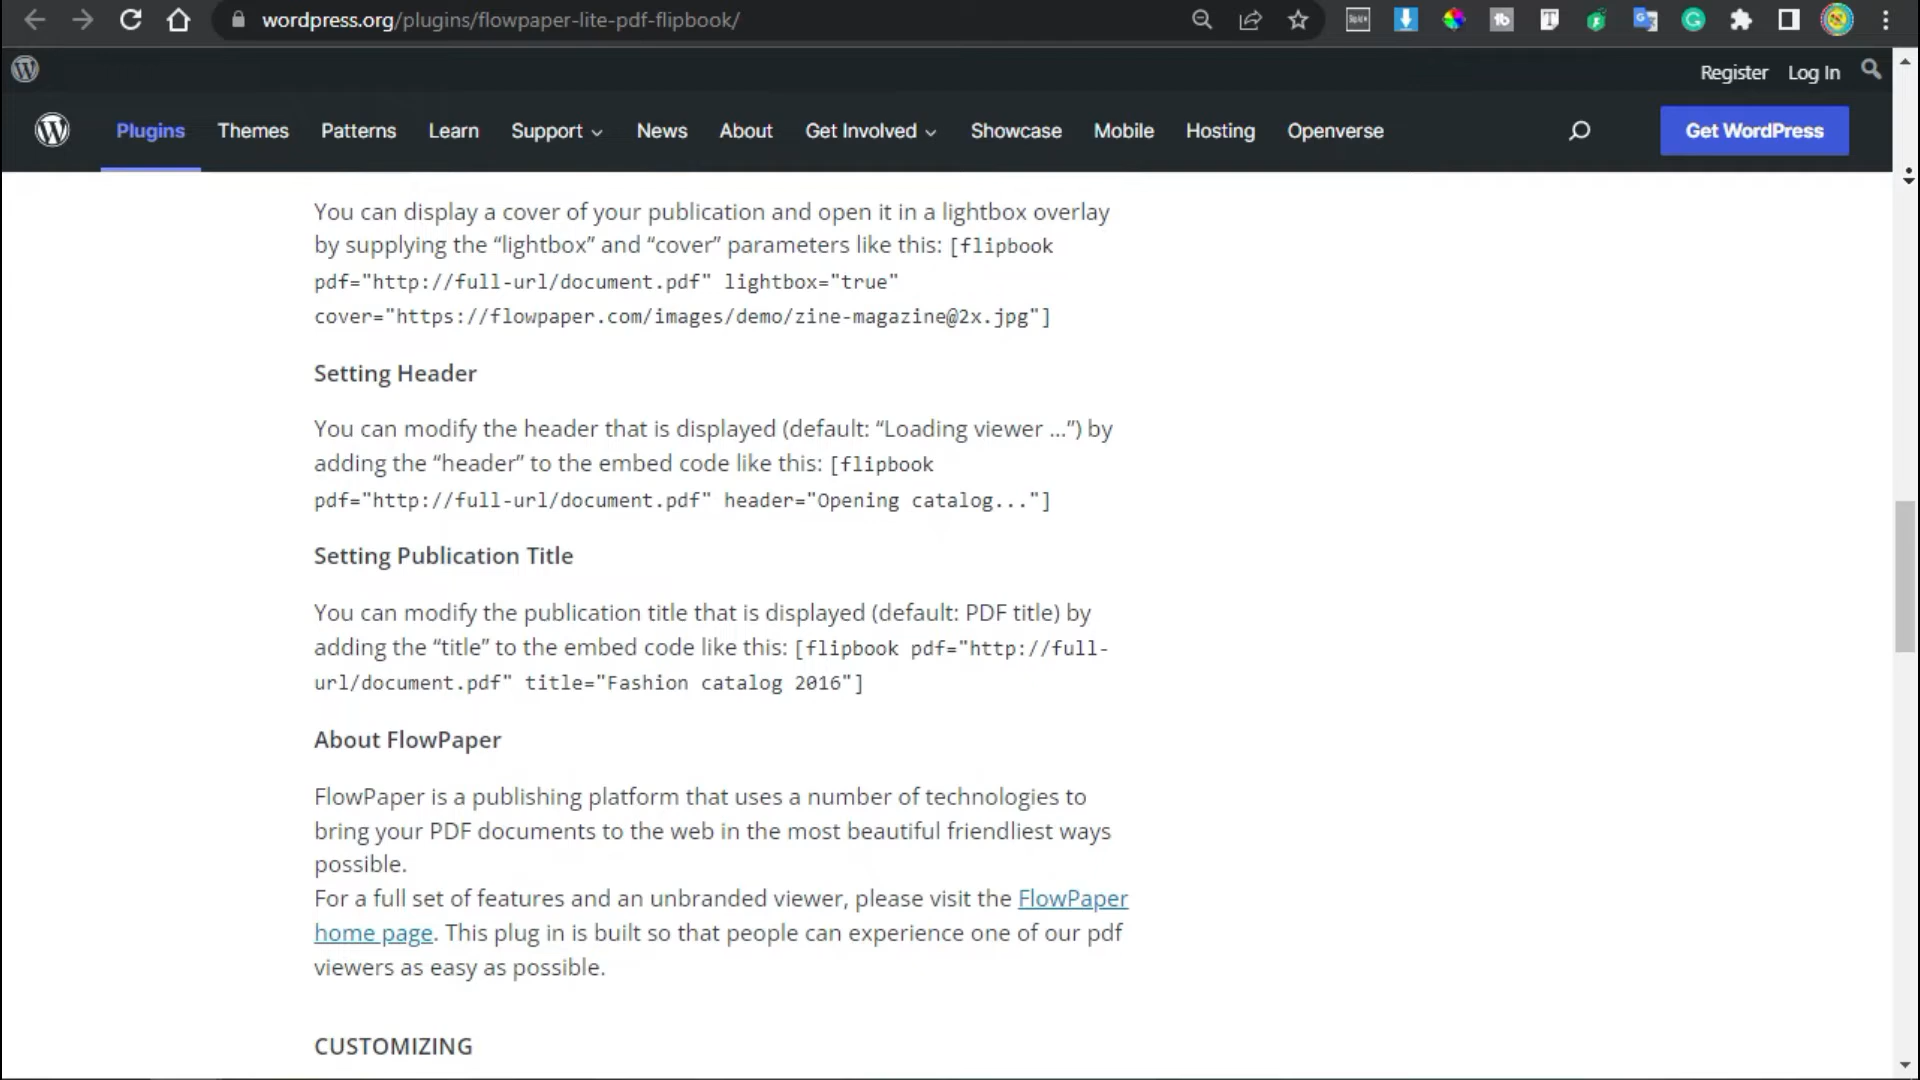 wordpress.org/plugins/flowpaper-lite-pdf-flipbook/
Register Log In
Plugins Themes Patterns Learn Support News About Get Involved Showcase Mobile Hosting Openverse Get WordPress
You can display a cover of your publication and open it in a lightbox overlay
by supplying the “lightbox” and “cover” parameters like this: [flipbook
pdf="http://full-url/document.pdf" lightbox="true"
cover="https://flowpaper.com/images/demo/zine-magazine@2x.jpg"]
Setting Header
You can modify the header that is displayed (default: “Loading viewer …”) by
adding the “header” to the embed code like this: [flipbook
pdf="http://full-url/document.pdf" header="Opening catalog..."]
Setting Publication Title
You can modify the publication title that is displayed (default: PDF title) by
adding the “title” to the embed code like this: [flipbook pdf="http://full-
url/document.pdf" title="Fashion catalog 2016"]
About FlowPaper
FlowPaper is a publishing platform that uses a number of technologies to
bring your PDF documents to the web in the most beautiful friendliest ways
possible.
For a full set of features and an unbranded viewer, please visit the FlowPaper
home page. This plug in is built so that people can experience one of our pdf
viewers as easy as possible.
CUSTOMIZING